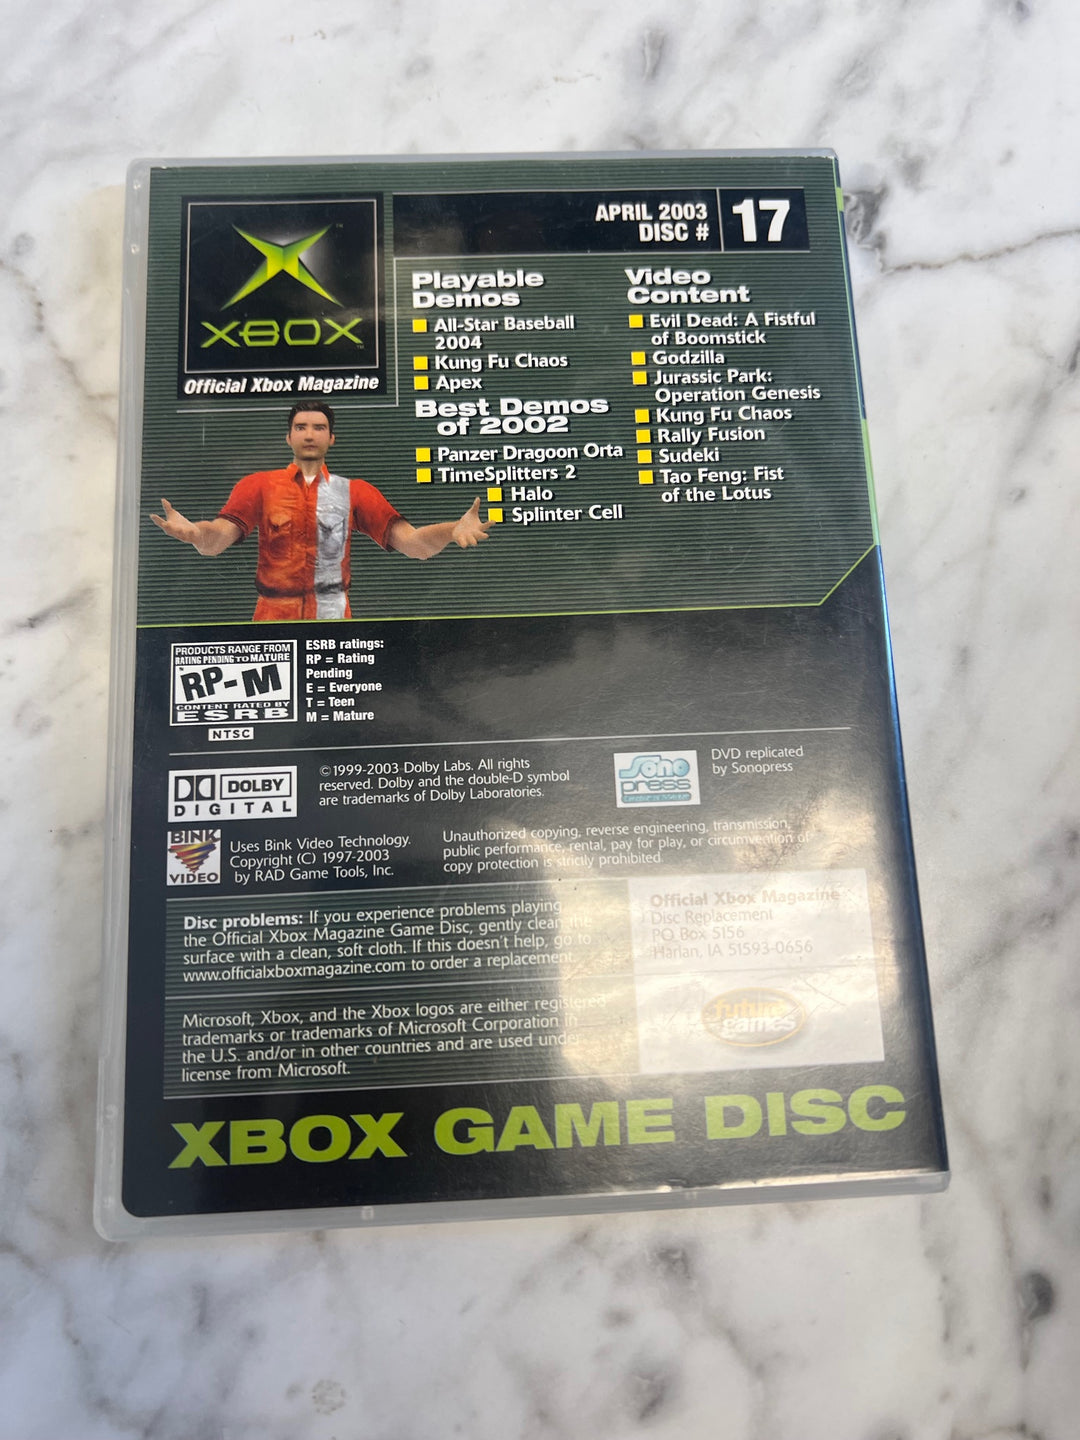 XBOX
Official Xbox Magazine
APRIL 2003
DISC #
17
Playable
Demos
All-Star Baseball
2004
Kung Fu Chaos
Apex
Best Demos
of 2002
Panzer Dragoon Orta
TimeSplitters 2
Halo
Splinter Cell
Video
Content
Evil Dead: A Fistful
of Boomstick
Godzilla
Jurassic Park:
Operation Genesis
Kung Fu Chaos
Rally Fusion
Sudeki
Tao Feng: Fist
of the Lotus
PRODUCTS RANGE FROM
RATING PENDING TO MATURE
RP-M
CONTENT RATED BY
ESRB
NTSC
ESRB ratings:
RP = Rating
Pending
E = Everyone
T = Teen
M = Mature
DOLBY
DIGITAL
©1999-2003 Dolby Labs. All rights
reserved. Dolby and the double-D symbol
are trademarks of Dolby Laboratories.
Sono
press
DVD replicated
by Sonopress
BINK
VIDEO
Uses Bink Video Technology.
Copyright (C) 1997-2003
by RAD Game Tools, Inc.
Unauthorized copying, reverse engineering, transmission,
public performance, rental, pay for play, or circumvention of
copy protection is strictly prohibited.
Disc problems: If you experience problems playing
the Official Xbox Magazine Game Disc, gently clean the
surface with a clean, soft cloth. If this doesn't help, go to
www.officialxboxmagazine.com to order a replacement.
Official Xbox Magazine
Disc Replacement
PO Box 5156
Harlan, IA 51593-0656
Microsoft, Xbox, and the Xbox logos are either registered
trademarks or trademarks of Microsoft Corporation in
the U.S. and/or in other countries and are used under
license from Microsoft.
future
games
XBOX GAME DISC